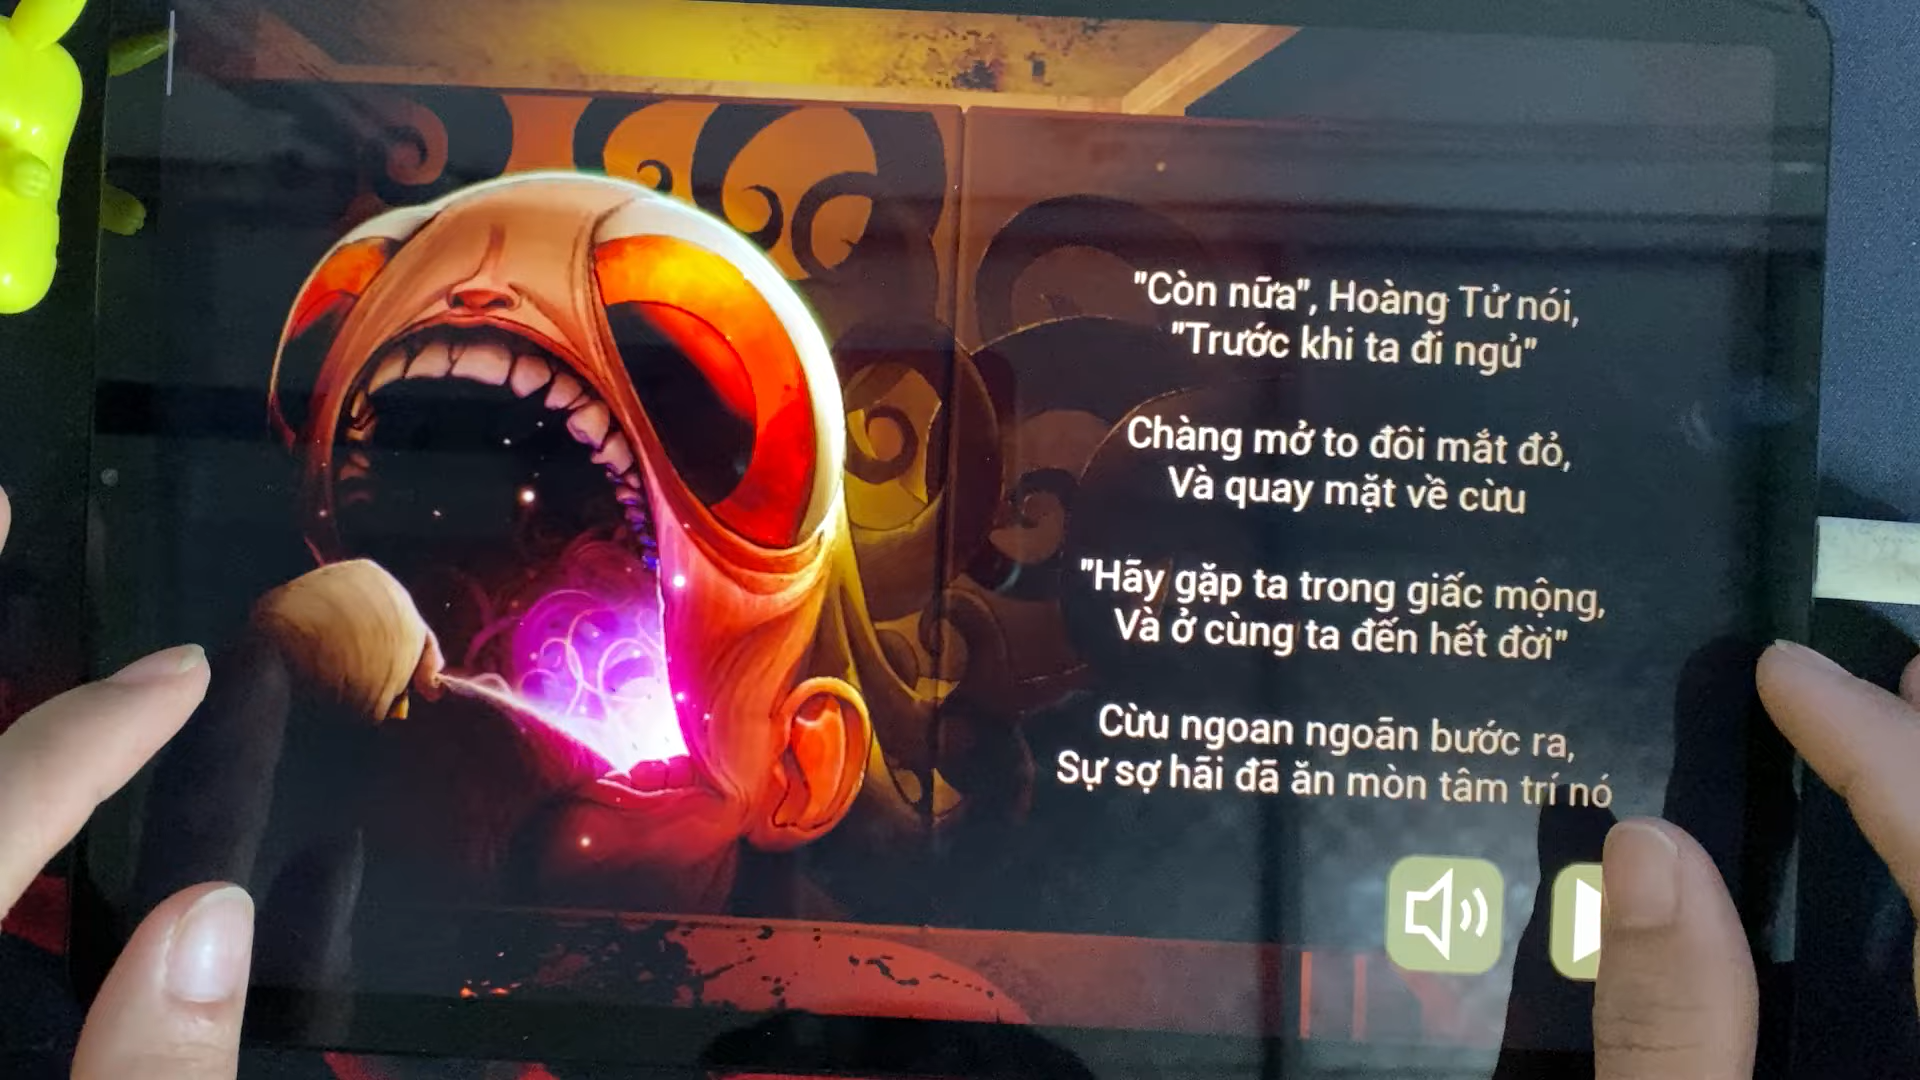 "Còn nữa", Hoàng Tử nói,
"Trước khi ta đi ngủ"
Chàng mở to đôi mắt đỏ,
Và quay mặt về cừu
"Hãy gặp ta trong giấc mộng,
Và ở cùng ta đến hết đời"
Cừu ngoan ngoãn bước ra,
Sự sợ hãi đã ăn mòn tâm trí nó